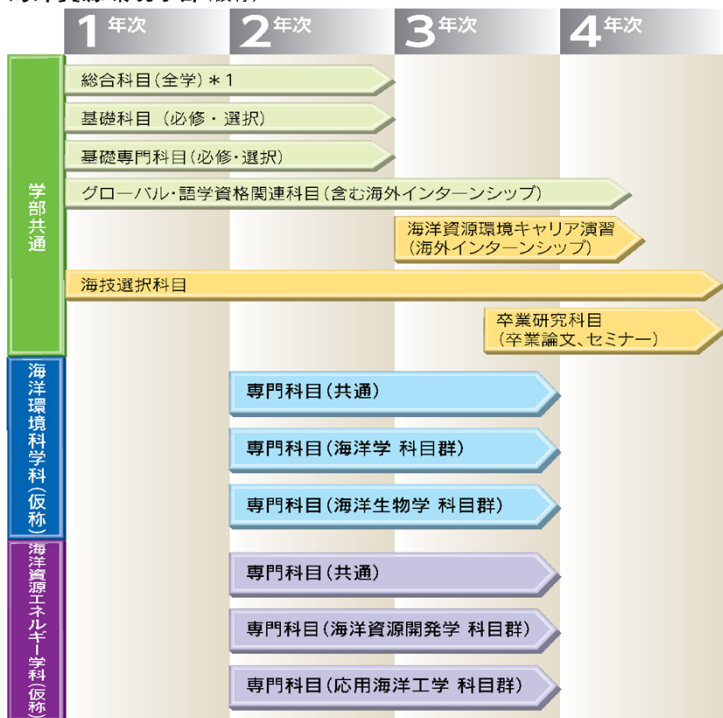 1年次 2年次 3年次 4年次
学部共通
総合科目(全学)＊1
基礎科目（必修・選択)
基礎専門科目(必修・選択)
グローバル・語学資格関連科目(含む海外インターンシップ)
海洋資源環境キャリア演習
(海外インターンシップ)
海技選択科目
卒業研究科目
(卒業論文、セミナー)
海洋環境科学科(仮称)
専門科目(共通)
専門科目(海洋学 科目群)
専門科目(海洋生物学 科目群)
海洋資源エネルギー学科(仮称)
専門科目(共通)
専門科目(海洋資源開発学 科目群)
専門科目(応用海洋工学 科目群)